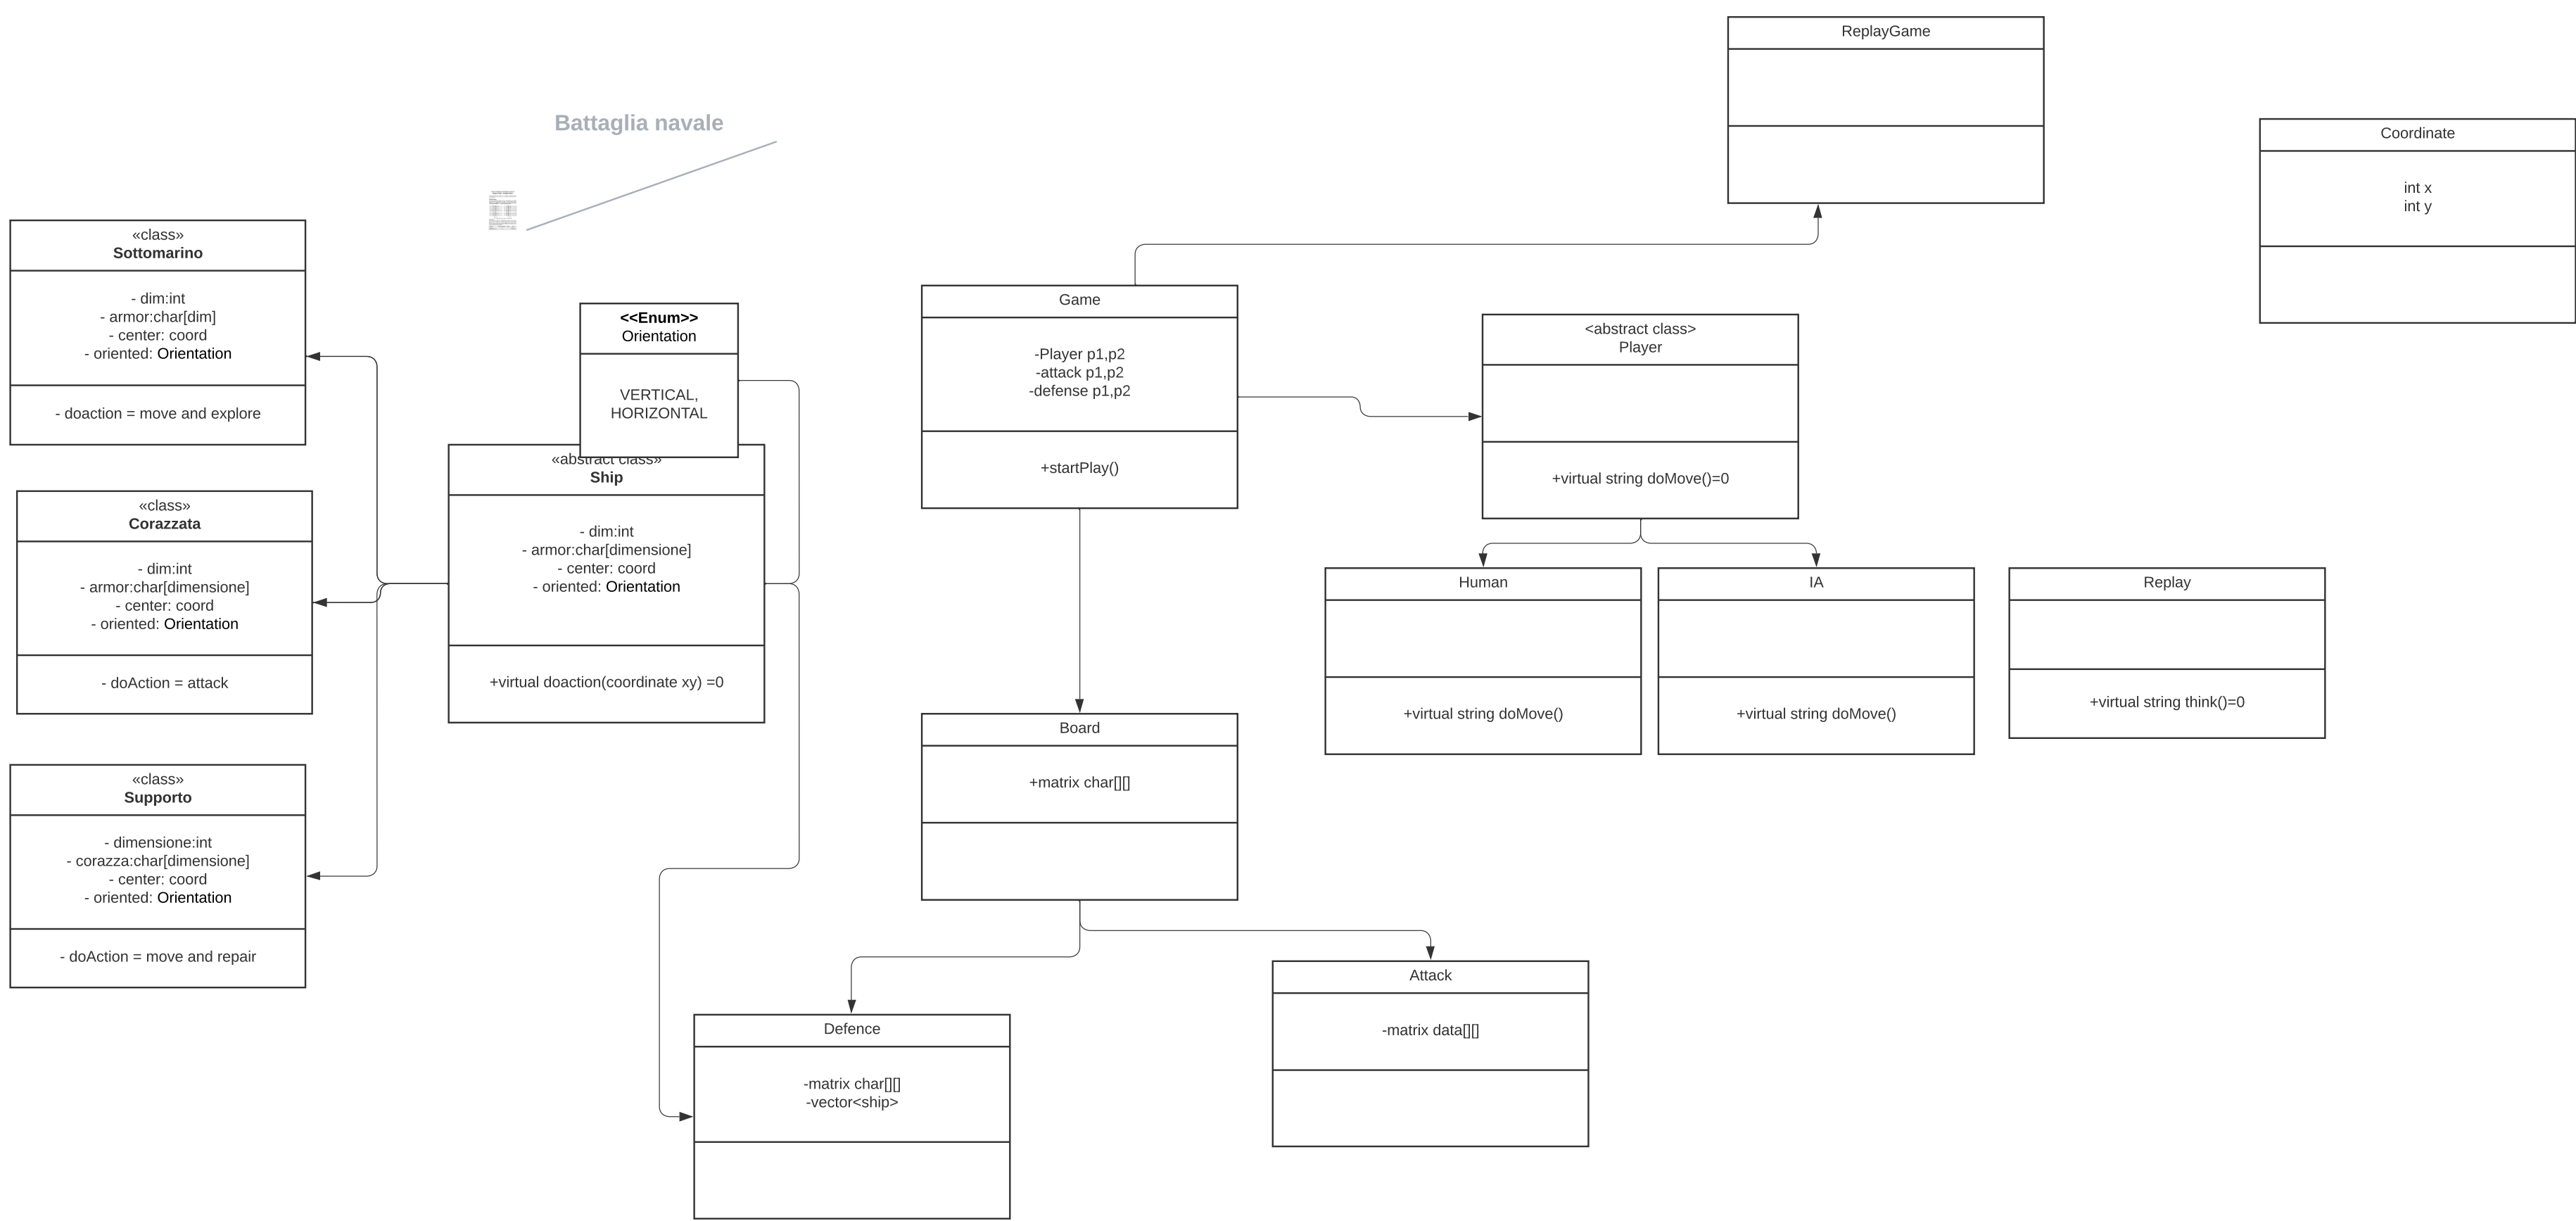 Battaglia navale
ReplayGame
Coordinate
int x
int y
«class»
Sottomarino
- dim:int
- armor:char[dim]
- center: coord
- oriented: Orientation
- doaction = move and explore
<<Enum>>
Orientation
VERTICAL,
HORIZONTAL
Game
-Player p1,p2
-attack p1,p2
-defense p1,p2
+startPlay()
<abstract class>
Player
+virtual string doMove()=0
«abstract class»
Ship
- dim:int
- armor:char[dimensione]
- center: coord
- oriented: Orientation
+virtual doaction(coordinate xy) =0
«class»
Corazzata
- dim:int
- armor:char[dimensione]
- center: coord
- oriented: Orientation
- doAction = attack
Human
+virtual string doMove()
IA
+virtual string doMove()
Replay
+virtual string think()=0
«class»
Supporto
- dimensione:int
- corazza:char[dimensione]
- center: coord
- oriented: Orientation
- doAction = move and repair
Board
+matrix char[][]
Defence
-matrix char[][]
-vector<ship>
Attack
-matrix data[][]